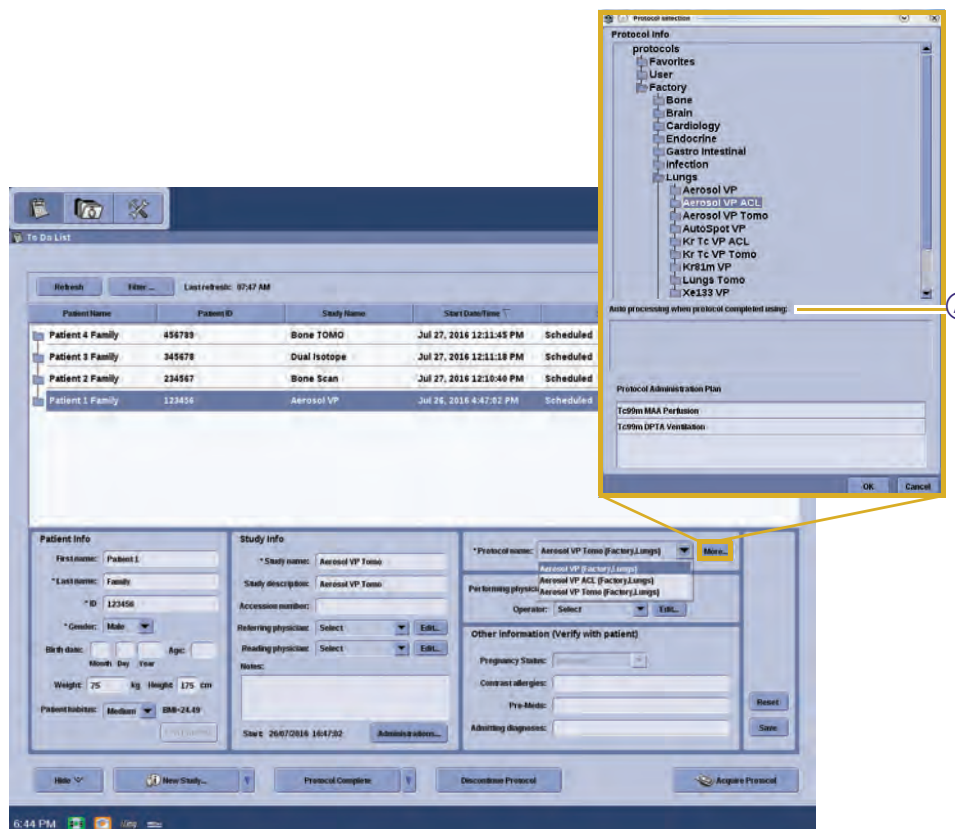 Protocol selection
Protocol Info
protocols
Favorites
User
Factory
Bone
Brain
Cardiology
Endocrine
Gastro Intestinal
Infection
Lungs
Aerosol VP
Aerosol VP ACL
Aerosol VP Tomo
AutoSpot VP
Kr Tc VP ACL
Kr Tc VP Tomo
Kr81m VP
Lungs Tomo
Xe133 VP
Auto processing when protocol completed using:
Protocol Administration Plan
Tc99m MAA Perfusion
Tc99m DPTA Ventilation
OK Cancel
To Do List
Refresh Filter... Last refresh: 07:47 AM
Patient Name Patient ID Study Name Start Date/Time
Patient 4 Family 456789 Bone TOMO Jul 27, 2016 12:11:45 PM Scheduled
Patient 3 Family 345678 Dual Isotope Jul 27, 2016 12:11:18 PM Scheduled
Patient 2 Family 234567 Bone Scan Jul 27, 2016 12:10:40 PM Scheduled
Patient 1 Family 123456 Aerosol VP Jul 26, 2016 4:47:02 PM Scheduled
Patient Info
First name: Patient 1
*Last name: Family
*ID 123456
*Gender: Male
Birth date: Age:
Month Day Year
Weight: 75 kg Height: 175 cm
Patient habitus: Medium BMI=24.49
Study Info
*Study name: Aerosol VP Tomo
Study description: Aerosol VP Tomo
Accession number:
Referring physician: Select Edit...
Reading physician: Select Edit...
Notes:
Start: 26/07/2016 16:47:02 Administrations...
*Protocol name: Aerosol VP Tomo (Factory,Lungs) More...
Aerosol VP (Factory,Lungs)
Aerosol VP ACL (Factory,Lungs)
Aerosol VP Tomo (Factory,Lungs)
Performing physici
Operator: Select Edit...
Other Information (Verify with patient)
Pregnancy Status:
Contrast allergies:
Pre-Meds:
Admitting diagnoses:
Reset
Save
Hide New Study... Protocol Complete Discontinue Protocol Acquire Protocol
6:44 PM